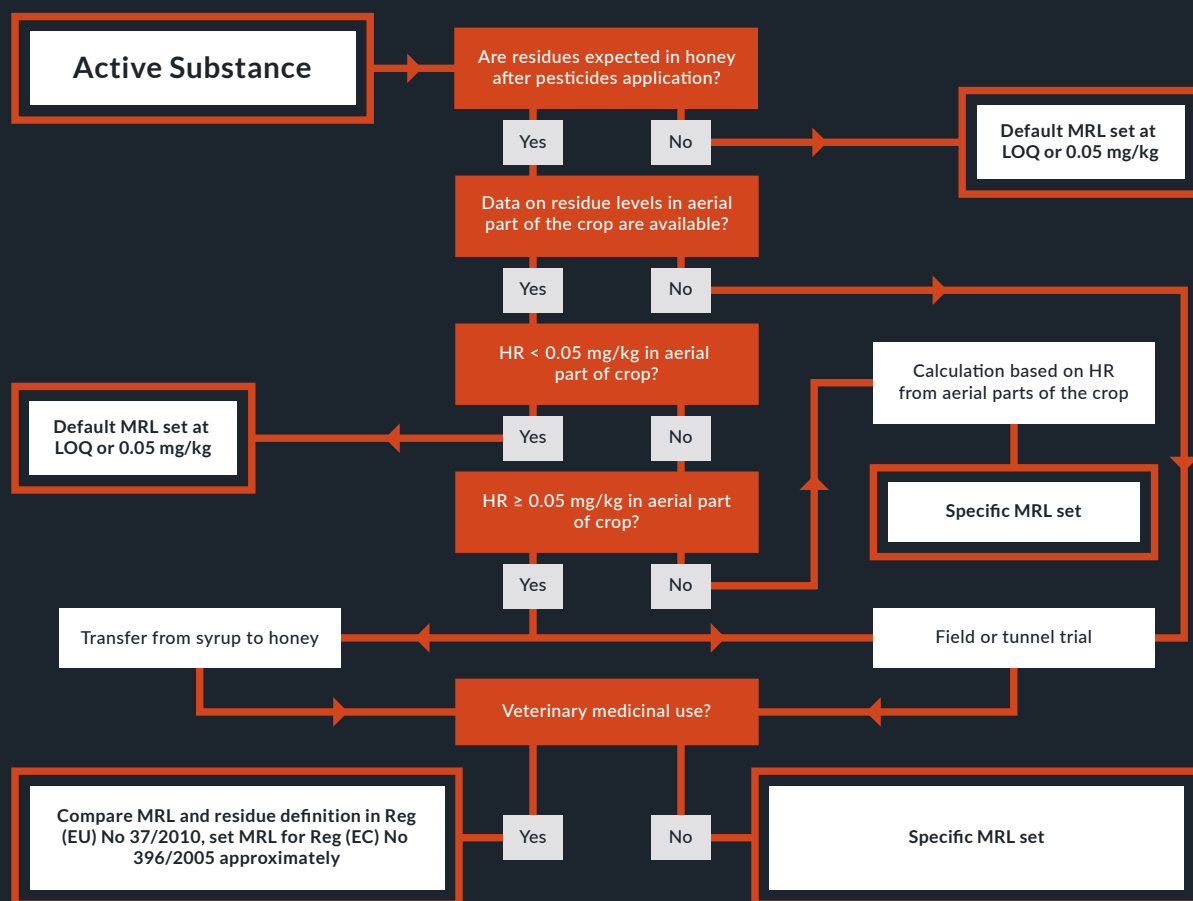 Active Substance
Are residues expected in honey
after pesticides application?
Yes
No
Default MRL set at
LOQ or 0.05 mg/kg
Data on residue levels in aerial
part of the crop are available?
Yes
No
HR < 0.05 mg/kg in aerial
part of crop?
Calculation based on HR
from aerial parts of the crop
Default MRL set at
LOQ or 0.05 mg/kg
Yes
No
HR ≥ 0.05 mg/kg in aerial part
of crop?
Specific MRL set
Yes
No
Transfer from syrup to honey
Field or tunnel trial
Veterinary medicinal use?
Compare MRL and residue definition in Reg
(EU) No 37/2010, set MRL for Reg (EC) No
396/2005 approximately
Yes
No
Specific MRL set